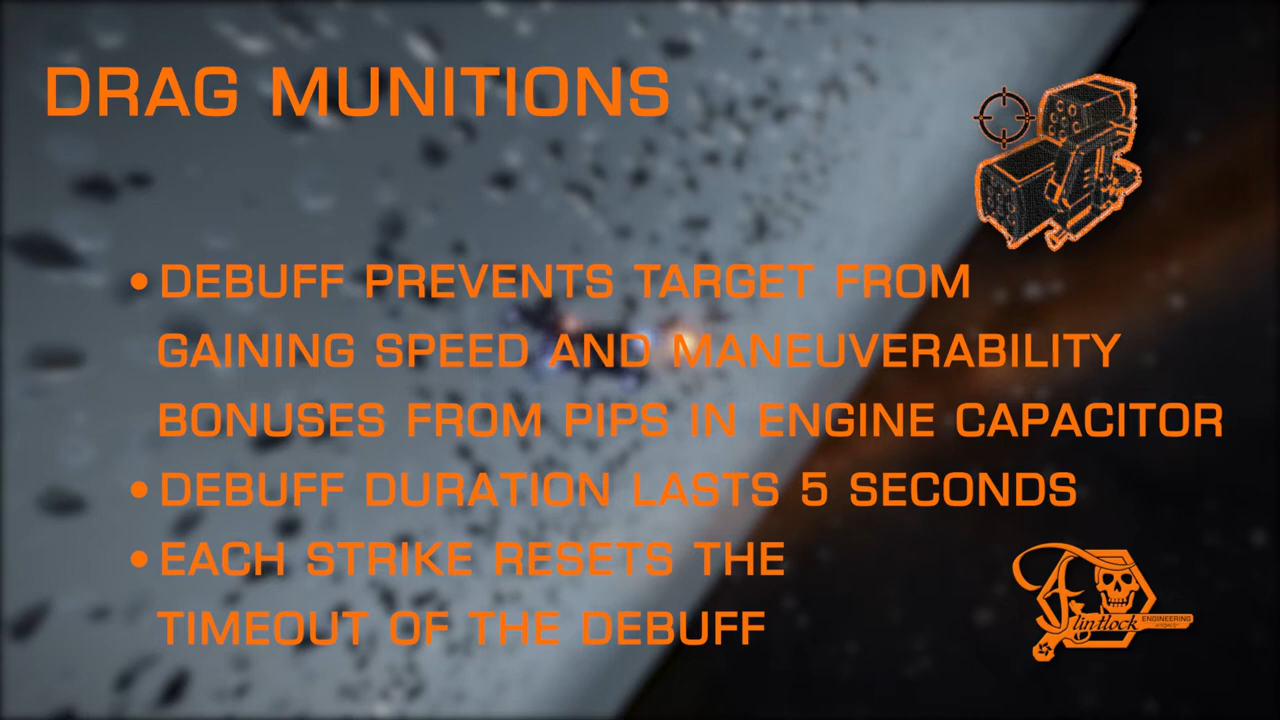 DRAG MUNITIONS
• DEBUFF PREVENTS TARGET FROM
GAINING SPEED AND MANEUVERABILITY
BONUSES FROM PIPS IN ENGINE CAPACITOR
• DEBUFF DURATION LASTS 5 SECONDS
• EACH STRIKE RESETS THE
TIMEOUT OF THE DEBUFF
Flintlock
ENGINEERING